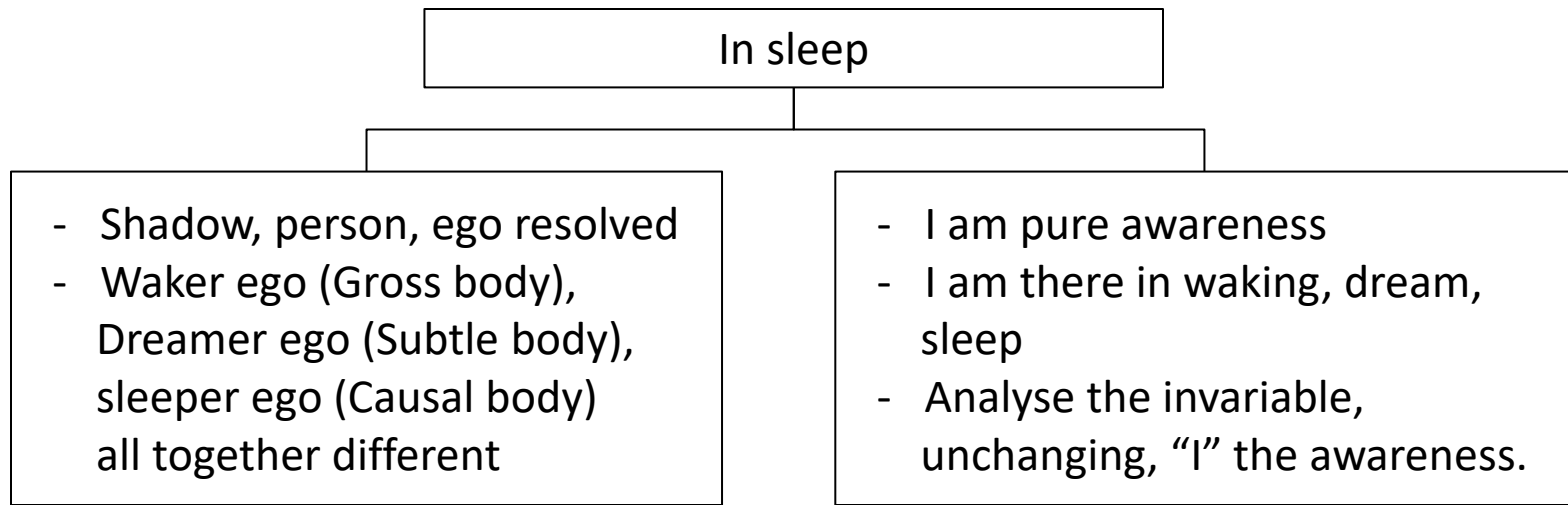 In sleep
- Shadow, person, ego resolved
- Waker ego (Gross body),
Dreamer ego (Subtle body),
sleeper ego (Causal body)
all together different
- I am pure awareness
- I am there in waking, dream,
sleep
- Analyse the invariable,
unchanging, “I” the awareness.